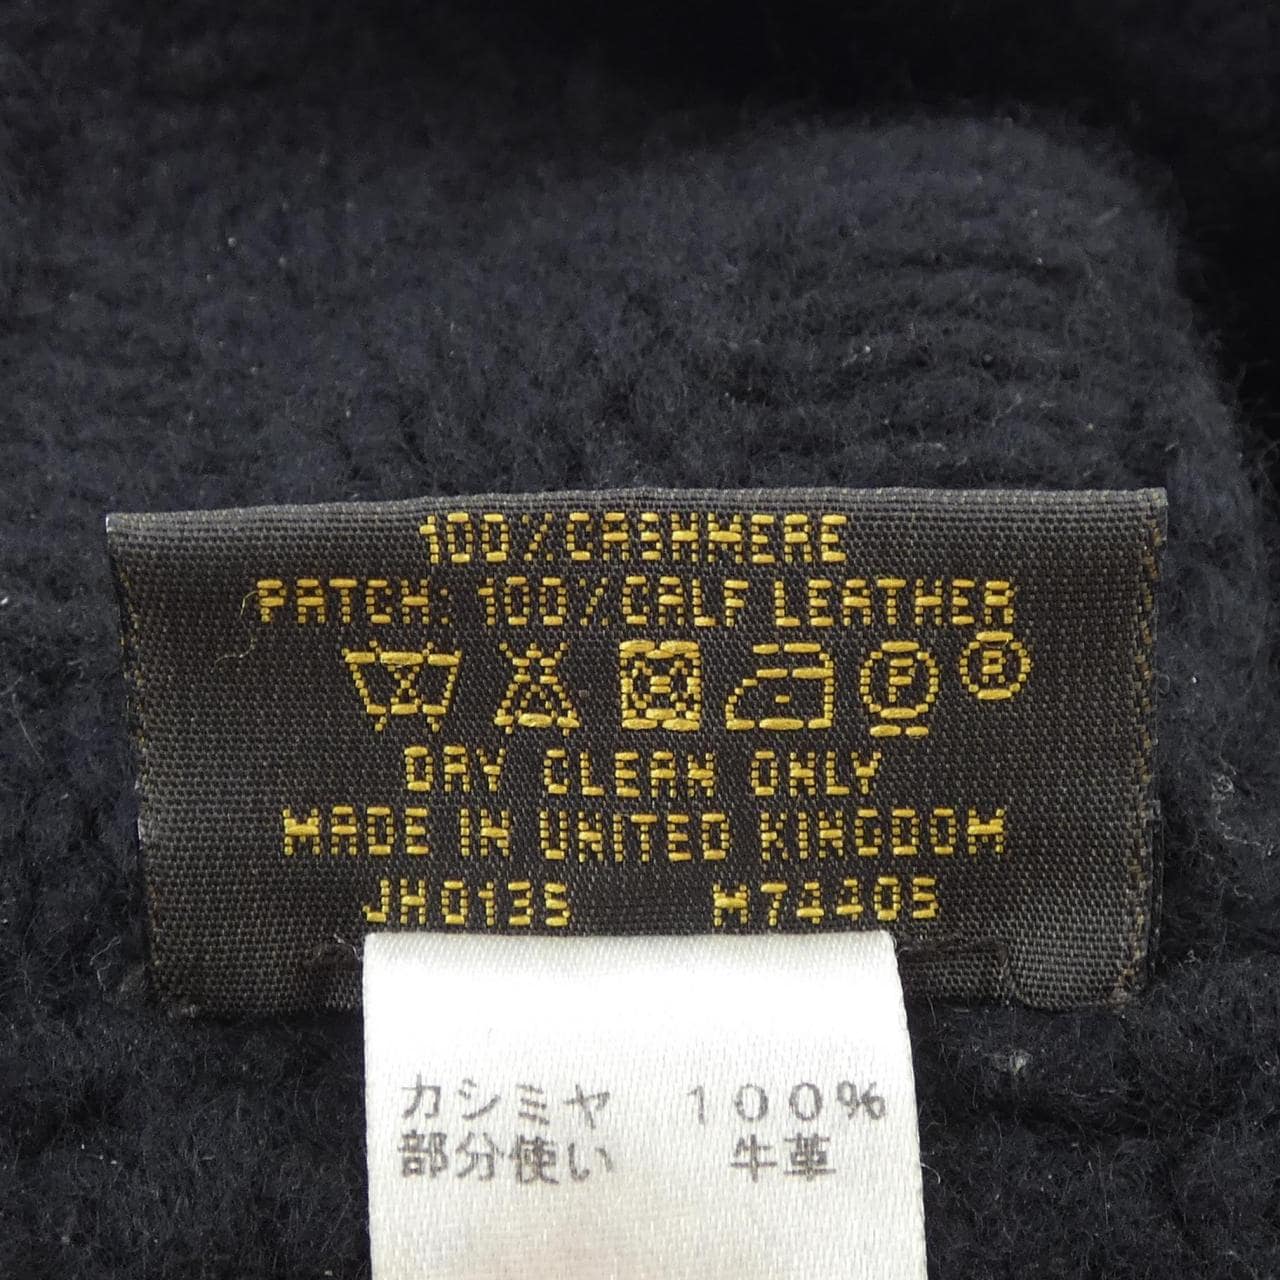 100%CASHMERE
PATCH: 100%CALF LEATHER
P R
DRY CLEAN ONLY
MADE IN UNITED KINGDOM
JH0135 M74405
カシミヤ 100%
部分使い 牛革